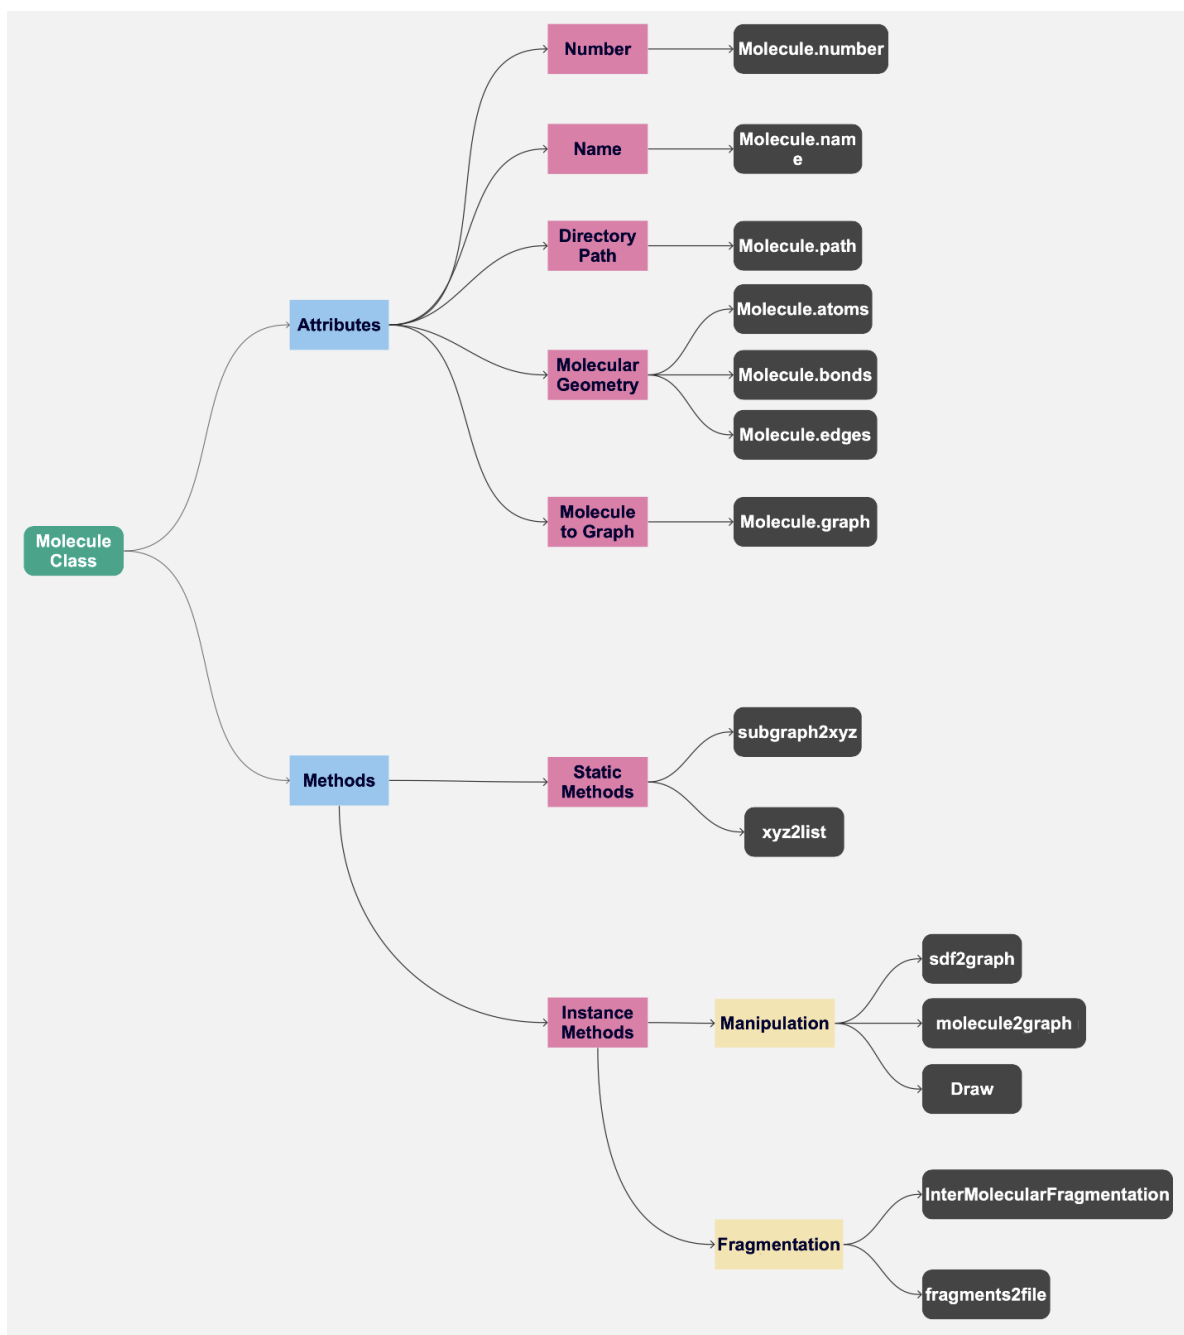 Number
Molecule.number
Name
Molecule.nam
e
Directory
Path
Molecule.path
Molecule.atoms
Attributes
Molecular
Geometry
Molecule.bonds
Molecule.edges
Molecule
to Graph
Molecule.graph
Molecule
Class
subgraph2xyz
Methods
Static
Methods
xyz2list
sdf2graph
Instance
Methods
Manipulation
molecule2graph
Draw
InterMolecularFragmentation
Fragmentation
fragments2file